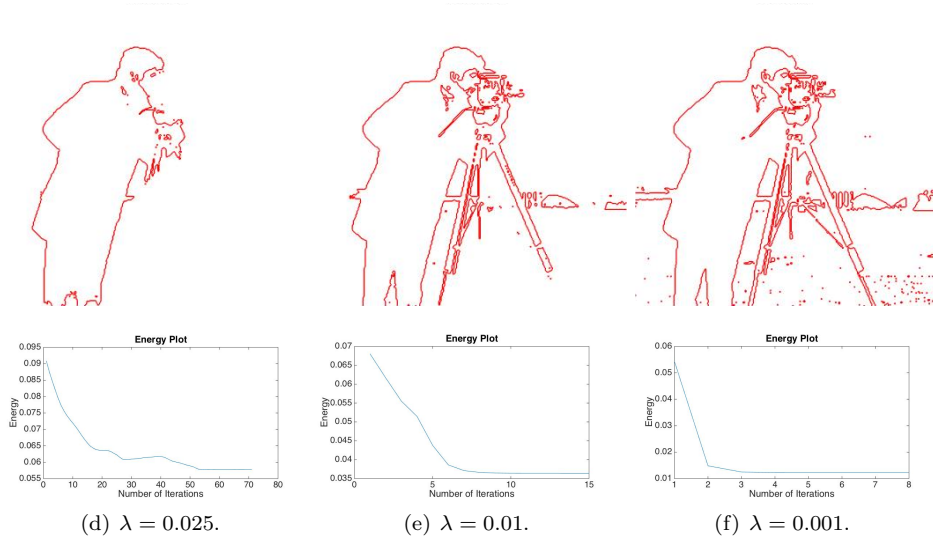 Energy Plot
0.095
0.09
0.085
0.08
0.075
0.07
0.065
0.06
0.055
Energy
0 10 20 30 40 50 60 70 80
Number of Iterations
(d) λ = 0.025.
Energy Plot
0.07
0.065
0.06
0.055
0.05
0.045
0.04
0.035
Energy
0 5 10 15
Number of Iterations
(e) λ = 0.01.
Energy Plot
0.06
0.05
0.04
0.03
0.02
0.01
Energy
1 2 3 4 5 6 7 8
Number of Iterations
(f) λ = 0.001.